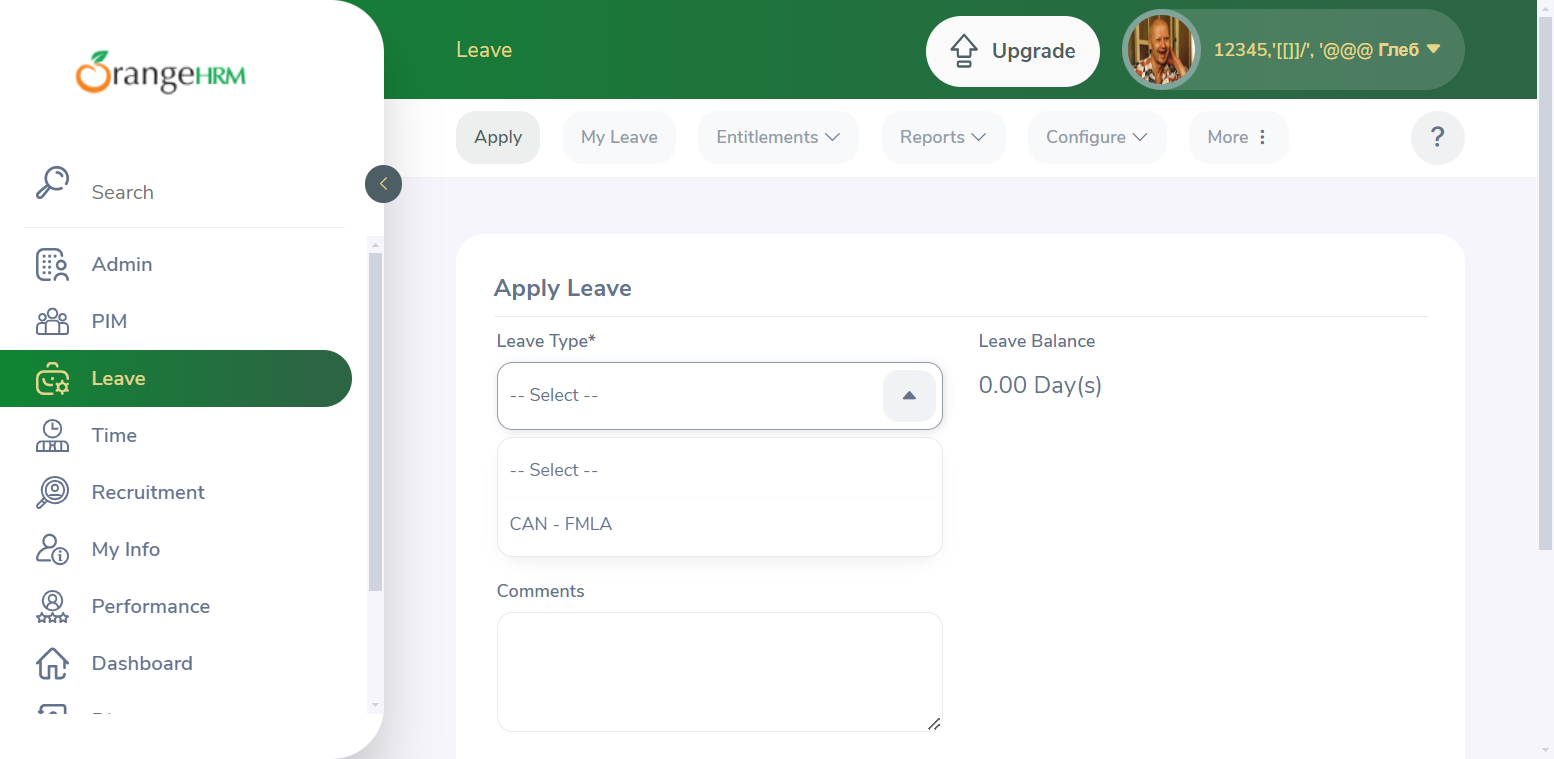 OrangeHRM
Search
Admin
PIM
Leave
Time
Recruitment
My Info
Performance
Dashboard
Leave
Upgrade
12345,'[[]]/', '@@@ Глеб
Apply
My Leave
Entitlements
Reports
Configure
More
?
Apply Leave
Leave Type*
-- Select --
-- Select --
CAN - FMLA
Leave Balance
0.00 Day(s)
Comments